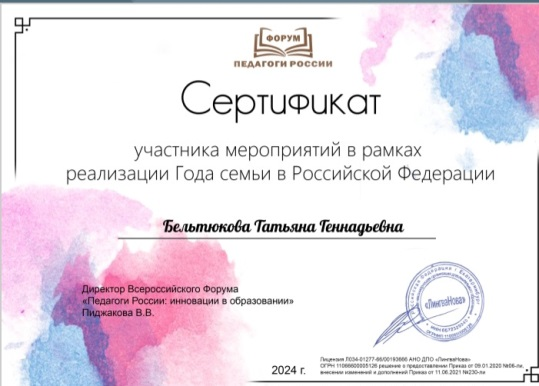 ФОРУМ
ПЕДАГОГИ РОССИИ
Сертификат
участника мероприятий в рамках
реализации Года семьи в Российской Федерации
Бельтюкова Татьяна Геннадьевна
Директор Всероссийского Форума
«Педагоги России: инновации в образовании»
Пиджакова В.В.
«ЛингваНова»
2024 г.
Лицензия Л034-01277-66/00193666 АНО ДПО «ЛингваНова»
ОГРН 1106600005126 решение о предоставлении Приказ от 09.01.2020 №06-ли,
внесении изменений и дополнений Приказ от 11.06.2021 №230-ли